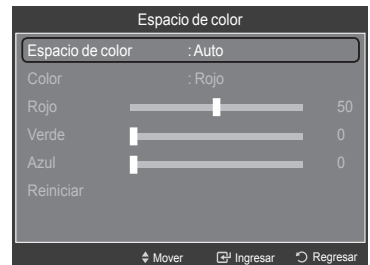 Espacio de color
Espacio de color : Auto
Color : Rojo
Rojo 50
Verde 0
Azul 0
Reiniciar
Mover Ingresar Regresar